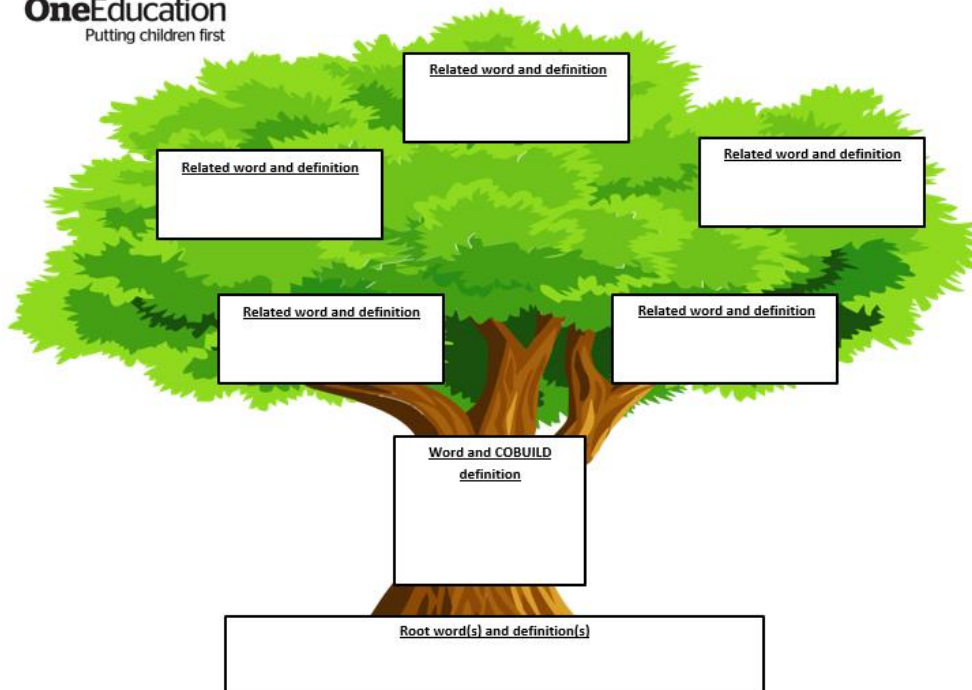 OneEducation
Putting children first
Related word and definition
Related word and definition
Related word and definition
Related word and definition
Related word and definition
Word and COBUILD
definition
Root word(s) and definition(s)